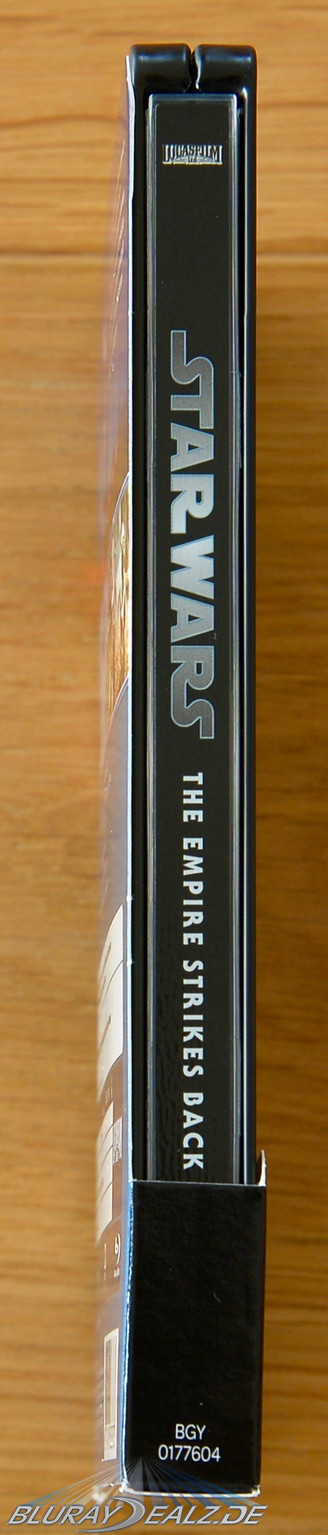 LUCASFILM
STAR WARS
THE EMPIRE STRIKES BACK
BGY
0177604
BLURAYDEALZ.DE